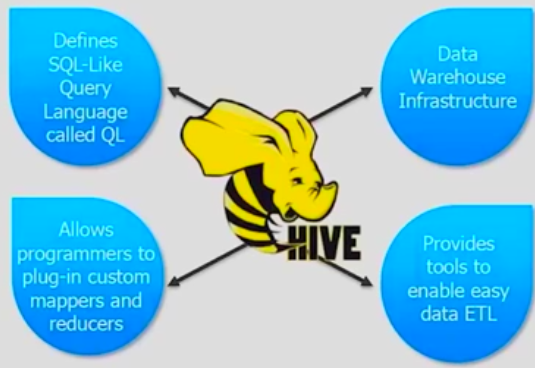 Defines
SQL-Like
Query
Language
called QL
Data
Warehouse
Infrastructure
HIVE
Allows
programmers to
plug-in custom
mappers and
reducers
Provides
tools to
enable easy
data ETL